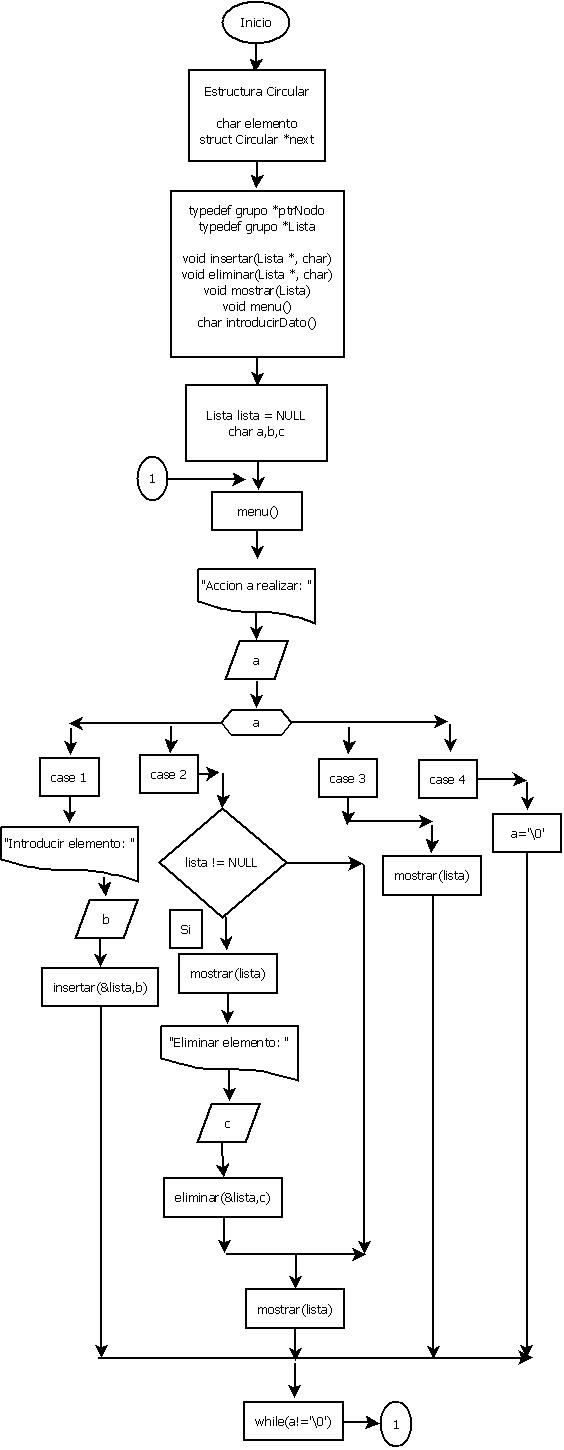 Inicio
Estructura Circular
char elemento
struct Circular *next
typedef grupo *ptrNodo
typedef grupo *Lista
void insertar(Lista *, char)
void eliminar(Lista *, char)
void mostrar(Lista)
void menu()
char introducirDato()
Lista lista = NULL
char a,b,c
1
menu()
"Accion a realizar: "
a
a
case 1
case 2
case 3
case 4
"Introducir elemento: "
b
insertar(&lista,b)
lista != NULL
Si
mostrar(lista)
"Eliminar elemento: "
c
eliminar(&lista,c)
mostrar(lista)
mostrar(lista)
a='\0'
while(a!='\0')
1